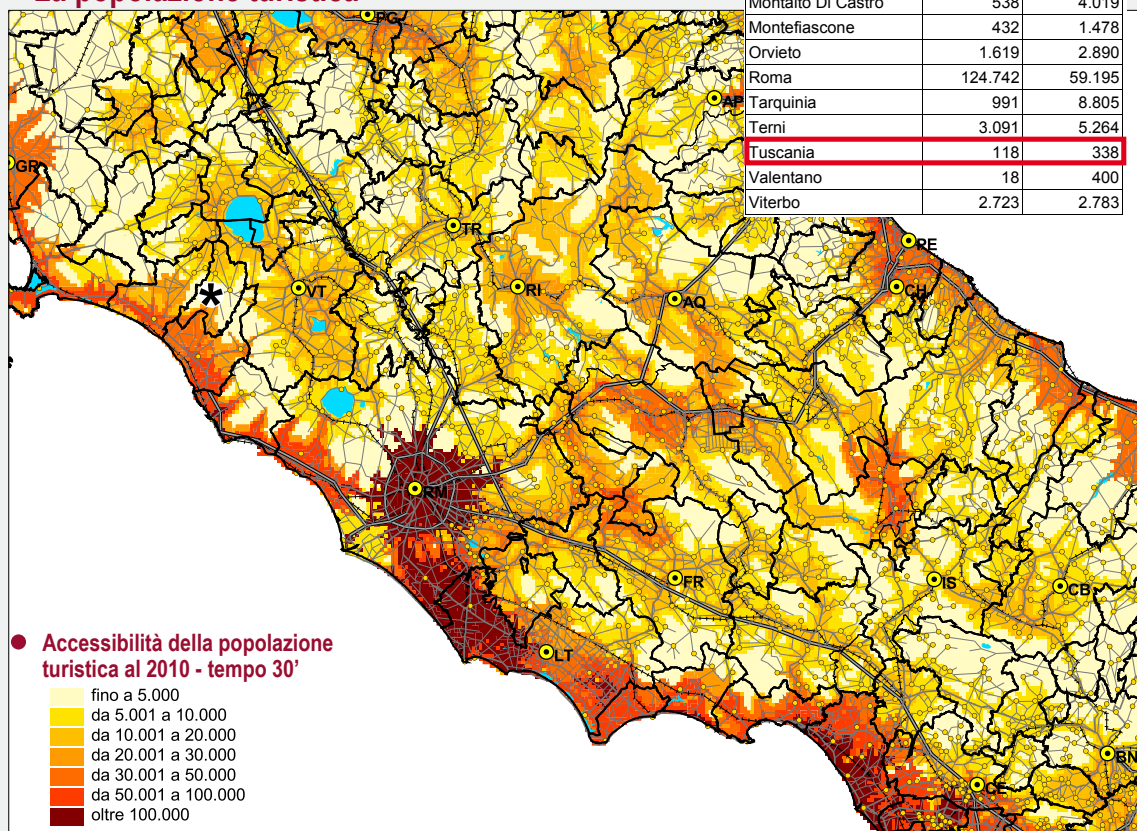 La popolazione turistica
Montalto Di Castro 538 4.019
Montefiascone 432 1.478
Orvieto 1.619 2.890
Roma 124.742 59.195
Tarquinia 991 8.805
Terni 3.091 5.264
Tuscania 118 338
Valentano 18 400
Viterbo 2.723 2.783
PG
AP
GR
TR
PE
*
VT
RI
AQ
CH
RM
FR
IS
CB
LT
BN
CE
Accessibilità della popolazione
turistica al 2010 - tempo 30’
fino a 5.000
da 5.001 a 10.000
da 10.001 a 20.000
da 20.001 a 30.000
da 30.001 a 50.000
da 50.001 a 100.000
oltre 100.000